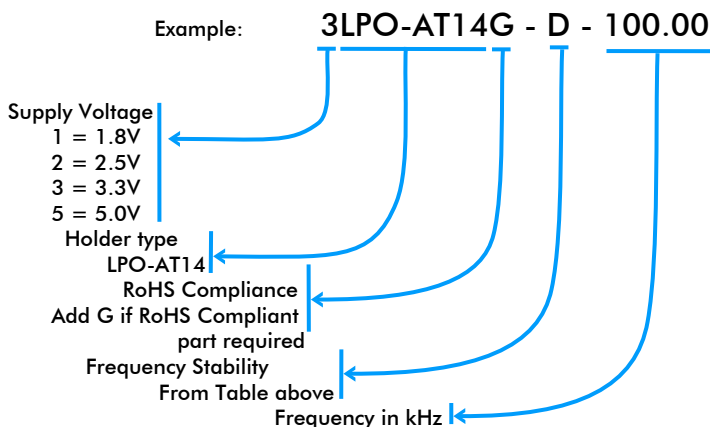 Example: 3LPO-AT14G - D - 100.00
Supply Voltage
1 = 1.8V
2 = 2.5V
3 = 3.3V
5 = 5.0V
Holder type
LPO-AT14
RoHS Compliance
Add G if RoHS Compliant
part required
Frequency Stability
From Table above
Frequency in kHz